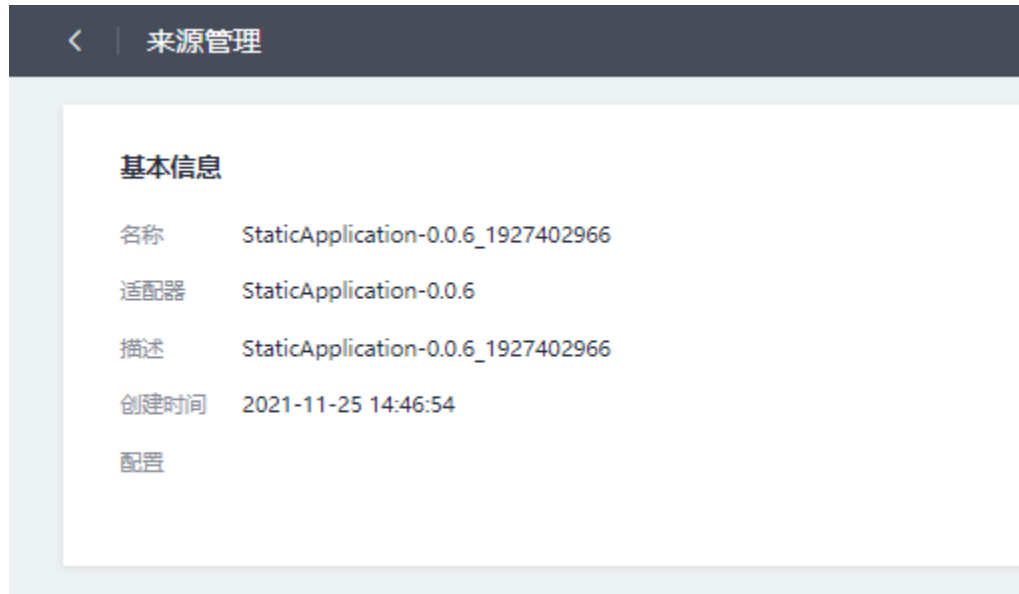 来源管理
基本信息
名称 StaticApplication-0.0.6_1927402966
适配器 StaticApplication-0.0.6
描述 StaticApplication-0.0.6_1927402966
创建时间 2021-11-25 14:46:54
配置